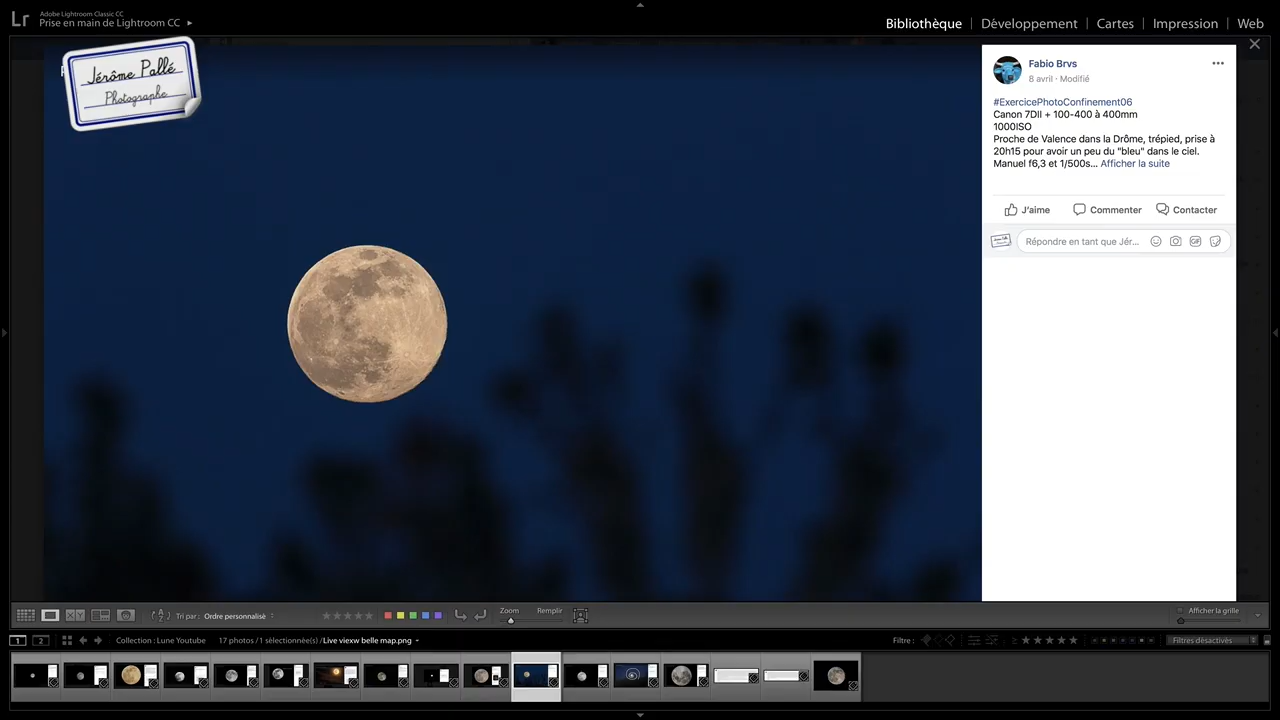 Lr
Adobe Lightroom Classic CC
Prise en main de Lightroom CC
Bibliothèque
Développement
Cartes
Impression
Web
Jérôme Pallé
Photographe
Fabio Brvs
8 avril · Modifié
#ExercicePhotoConfinement06
Canon 7DII + 100-400 à 400mm
1000ISO
Proche de Valence dans la Drôme, trépied, prise à
20h15 pour avoir un peu du "bleu" dans le ciel.
Manuel f6,3 et 1/500s... Afficher la suite
J'aime
Commenter
Contacter
Répondre en tant que Jér...
GIF
XY
Tri par : Ordre personnalisé
Zoom
Remplir
Afficher la grille
1
2
Collection : Lune Youtube
17 photos / 1 sélectionnée(s) / Live viexw belle map.png
Filtre :
Filtres désactivés